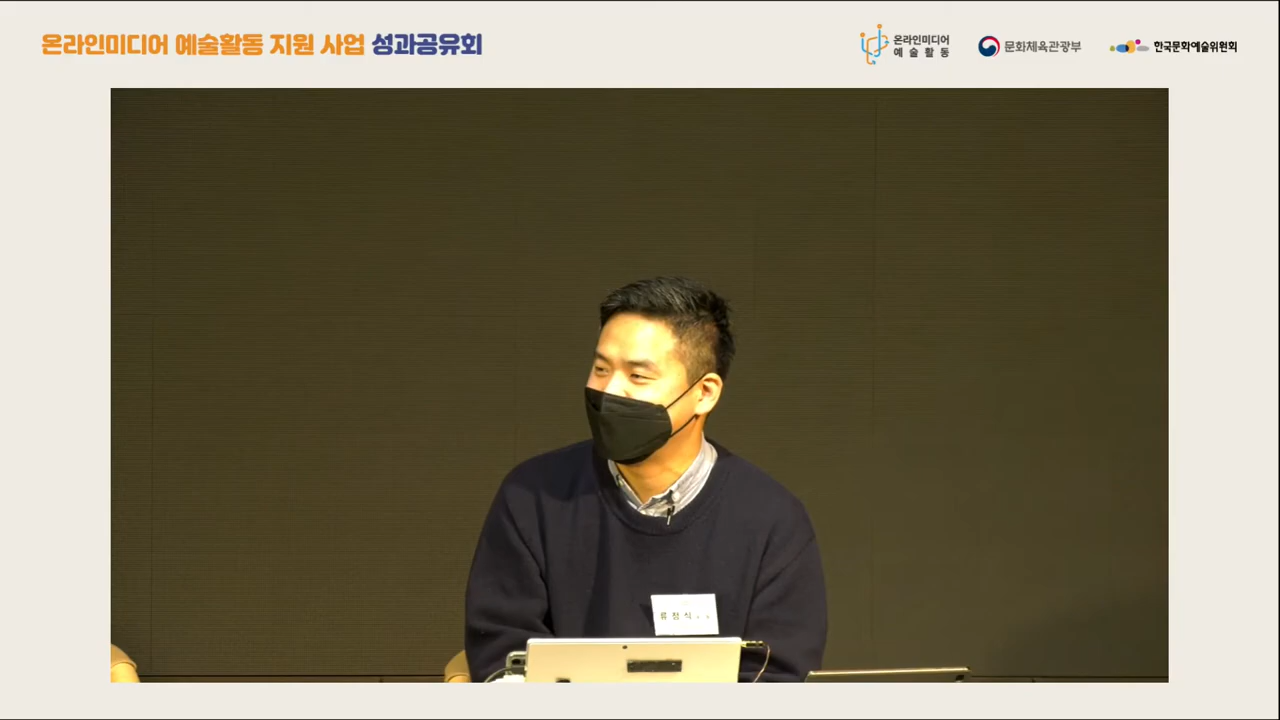 온라인미디어 예술활동 지원 사업 성과공유회
온라인미디어
예술활동
문화체육관광부
한국문화예술위원회